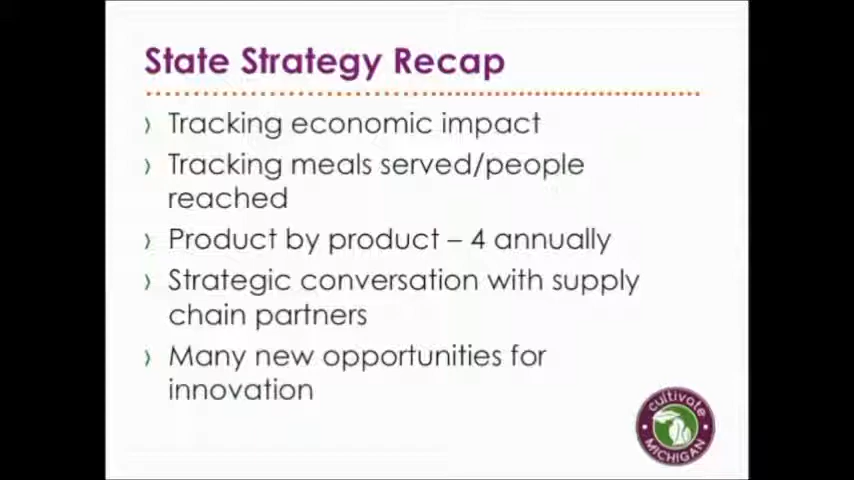 State Strategy Recap
Tracking economic impact
Tracking meals served/people
reached
Product by product – 4 annually
Strategic conversation with supply
chain partners
Many new opportunities for
innovation
cultivate
MICHIGAN